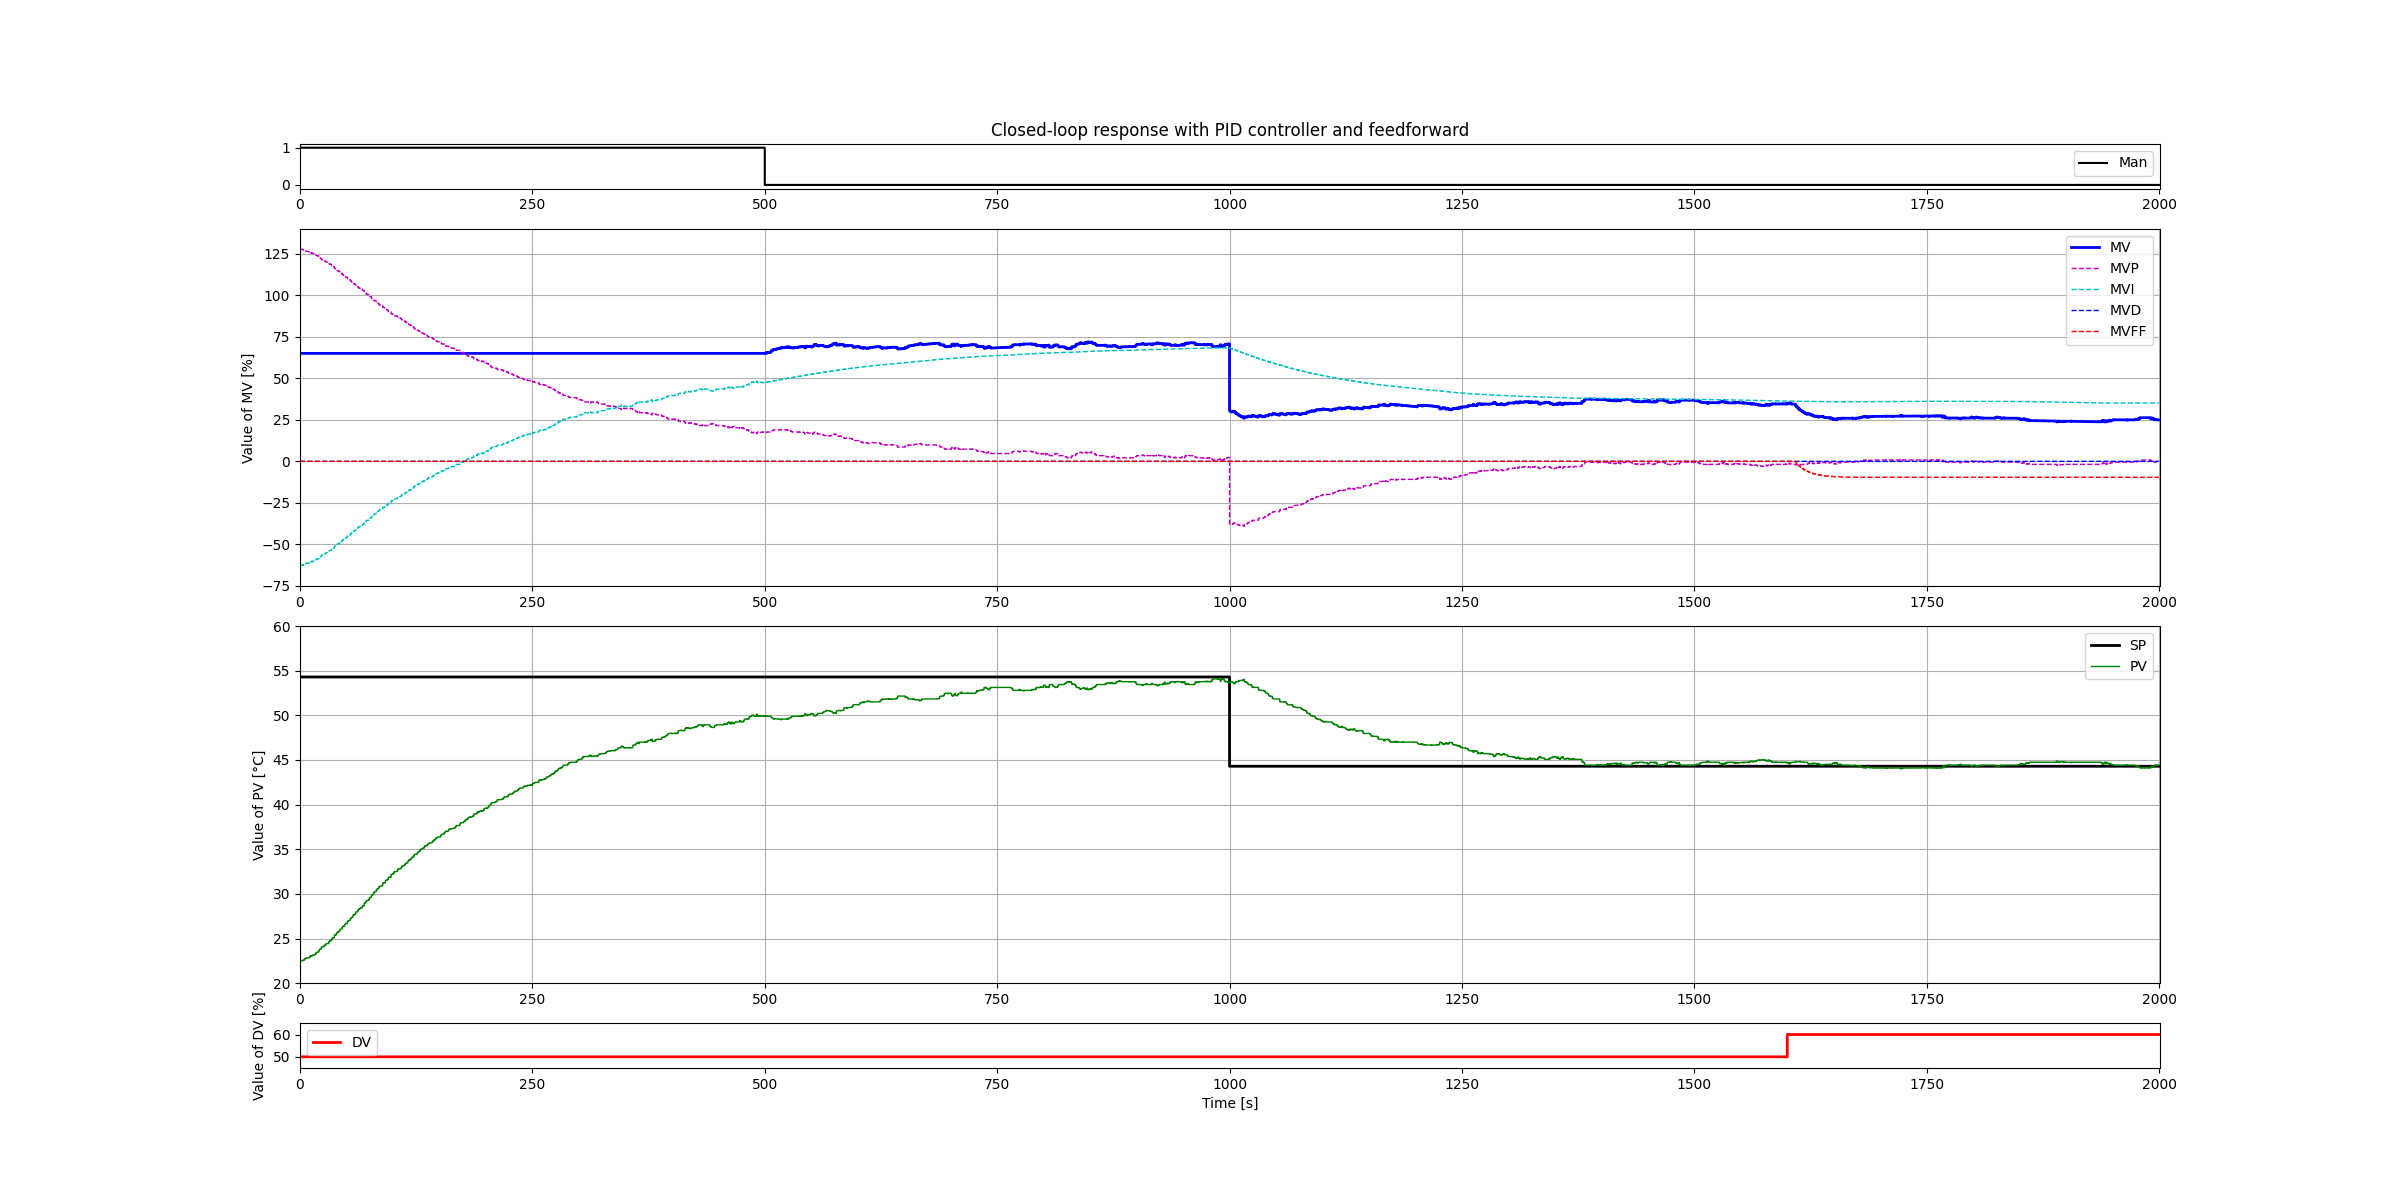 Closed-loop response with PID controller and feedforward
1
0
Man
0 250 500 750 1000 1250 1500 1750 2000
Value of MV [%]
125
100
75
50
25
0
−25
−50
−75
MV
MVP
MVI
MVD
MVFF
0 250 500 750 1000 1250 1500 1750 2000
Value of PV [°C]
60
55
50
45
40
35
30
25
20
SP
PV
0 250 500 750 1000 1250 1500 1750 2000
Value of DV [%]
60
50
DV
0 250 500 750 1000 1250 1500 1750 2000
Time [s]